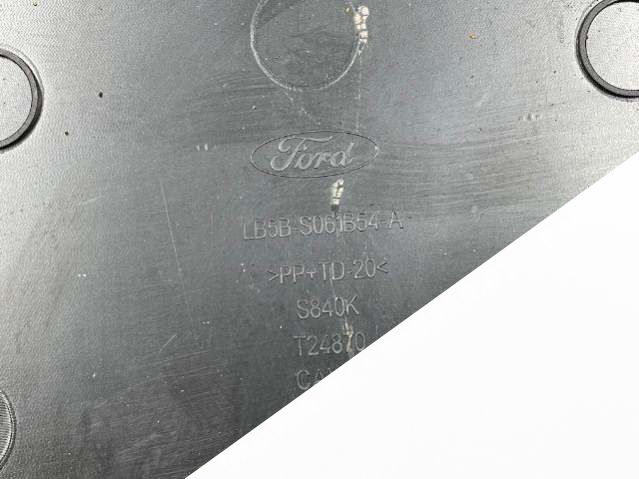 Ford
LB5B-S061B54-A
>PP+TD-20<
S840K
T24870